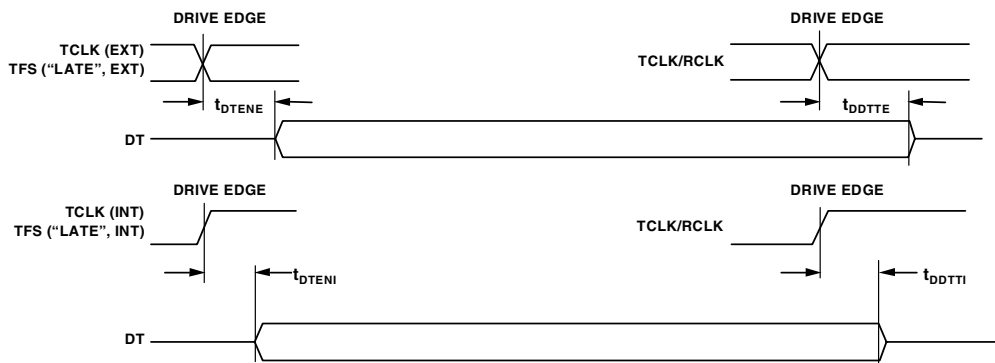 DRIVE EDGE
DRIVE EDGE
TCLK (EXT)
TFS ("LATE", EXT)
TCLK/RCLK
tDTENE
tDDTTE
DT
DRIVE EDGE
DRIVE EDGE
TCLK (INT)
TFS ("LATE", INT)
TCLK/RCLK
tDTENI
tDDTTI
DT